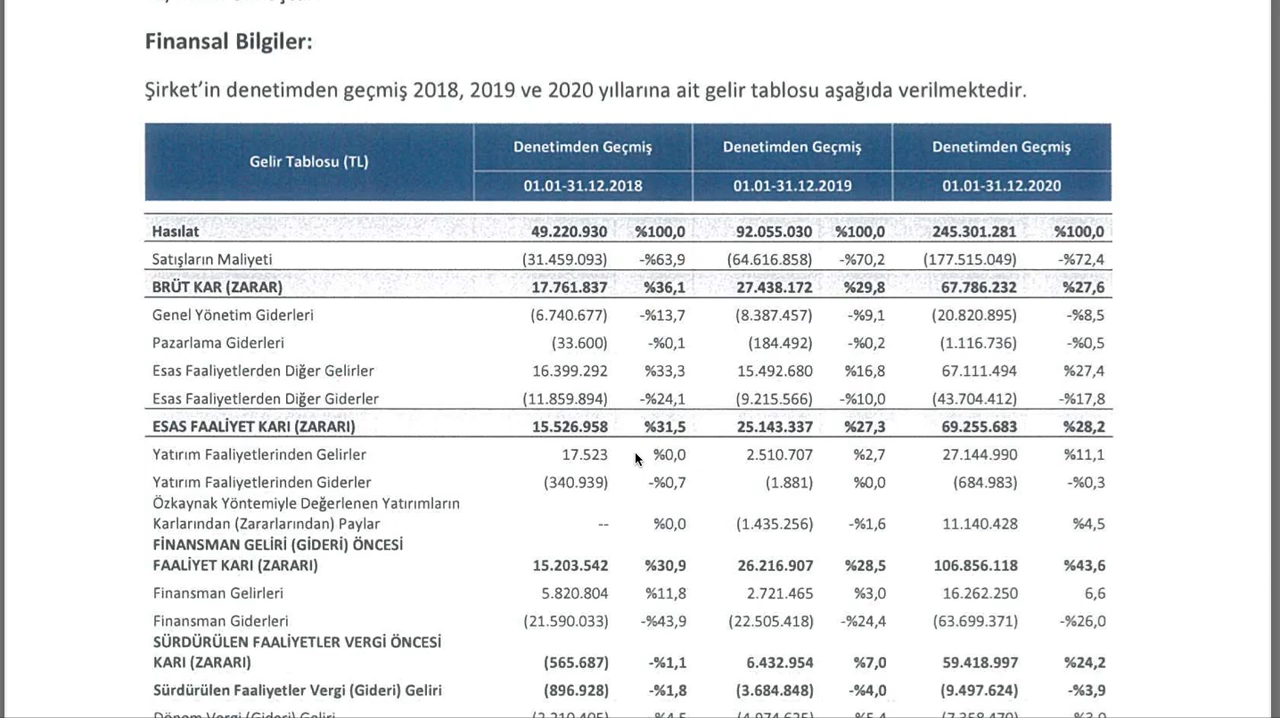 Finansal Bilgiler:
Şirket'in denetimden geçmiş 2018, 2019 ve 2020 yıllarına ait gelir tablosu aşağıda verilmektedir.
Gelir Tablosu (TL) Denetimden Geçmiş Denetimden Geçmiş Denetimden Geçmiş
01.01-31.12.2018 01.01-31.12.2019 01.01-31.12.2020
Hasılat 49.220.930 %100,0 92.055.030 %100,0 245.301.281 %100,0
Satışların Maliyeti (31.459.093) -%63,9 (64.616.858) -%70,2 (177.515.049) -%72,4
BRÜT KAR (ZARAR) 17.761.837 %36,1 27.438.172 %29,8 67.786.232 %27,6
Genel Yönetim Giderleri (6.740.677) -%13,7 (8.387.457) -%9,1 (20.820.895) -%8,5
Pazarlama Giderleri (33.600) -%0,1 (184.492) -%0,2 (1.116.736) -%0,5
Esas Faaliyetlerden Diğer Gelirler 16.399.292 %33,3 15.492.680 %16,8 67.111.494 %27,4
Esas Faaliyetlerden Diğer Giderler (11.859.894) -%24,1 (9.215.566) -%10,0 (43.704.412) -%17,8
ESAS FAALİYET KARI (ZARARI) 15.526.958 %31,5 25.143.337 %27,3 69.255.683 %28,2
Yatırım Faaliyetlerinden Gelirler 17.523 %0,0 2.510.707 %2,7 27.144.990 %11,1
Yatırım Faaliyetlerinden Giderler (340.939) -%0,7 (1.881) %0,0 (684.983) -%0,3
Özkaynak Yöntemiyle Değerlenen Yatırımların
Karlarından (Zararlarından) Paylar -- %0,0 (1.435.256) -%1,6 11.140.428 %4,5
FİNANSMAN GELİRİ (GİDERİ) ÖNCESİ
FAALİYET KARI (ZARARI) 15.203.542 %30,9 26.216.907 %28,5 106.856.118 %43,6
Finansman Gelirleri 5.820.804 %11,8 2.721.465 %3,0 16.262.250 6,6
Finansman Giderleri (21.590.033) -%43,9 (22.505.418) -%24,4 (63.699.371) -%26,0
SÜRDÜRÜLEN FAALİYETLER VERGİ ÖNCESİ
KARI (ZARARI) (565.687) -%1,1 6.432.954 %7,0 59.418.997 %24,2
Sürdürülen Faaliyetler Vergi (Gideri) Geliri (896.928) -%1,8 (3.684.848) -%4,0 (9.497.624) -%3,9
Dönem Vergi (Gideri) Geliri